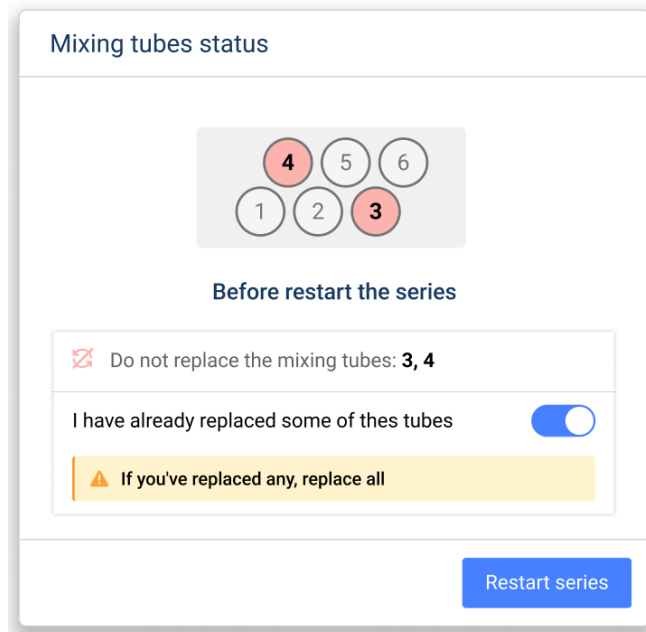 Mixing tubes status
4 5 6
1 2 3
Before restart the series
Do not replace the mixing tubes: 3, 4
I have already replaced some of thes tubes
If you've replaced any, replace all
Restart series